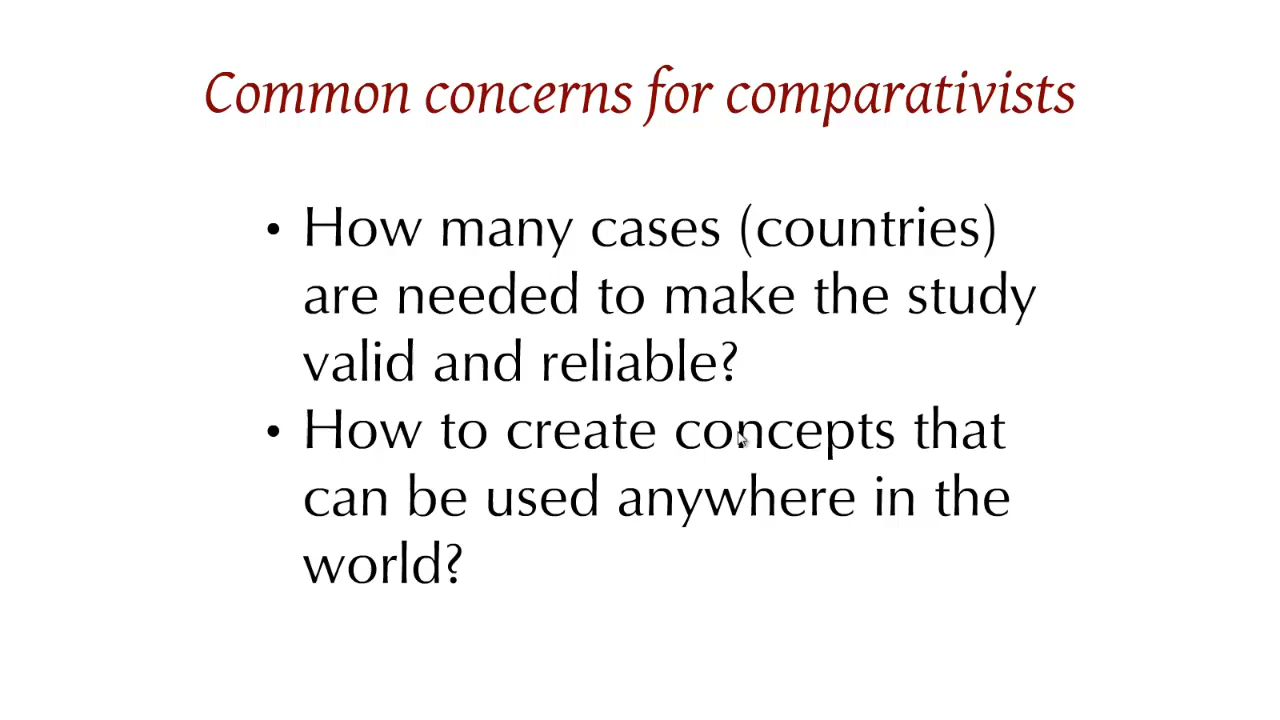 Common concerns for comparativists
• How many cases (countries)
are needed to make the study
valid and reliable?
• How to create concepts that
can be used anywhere in the
world?